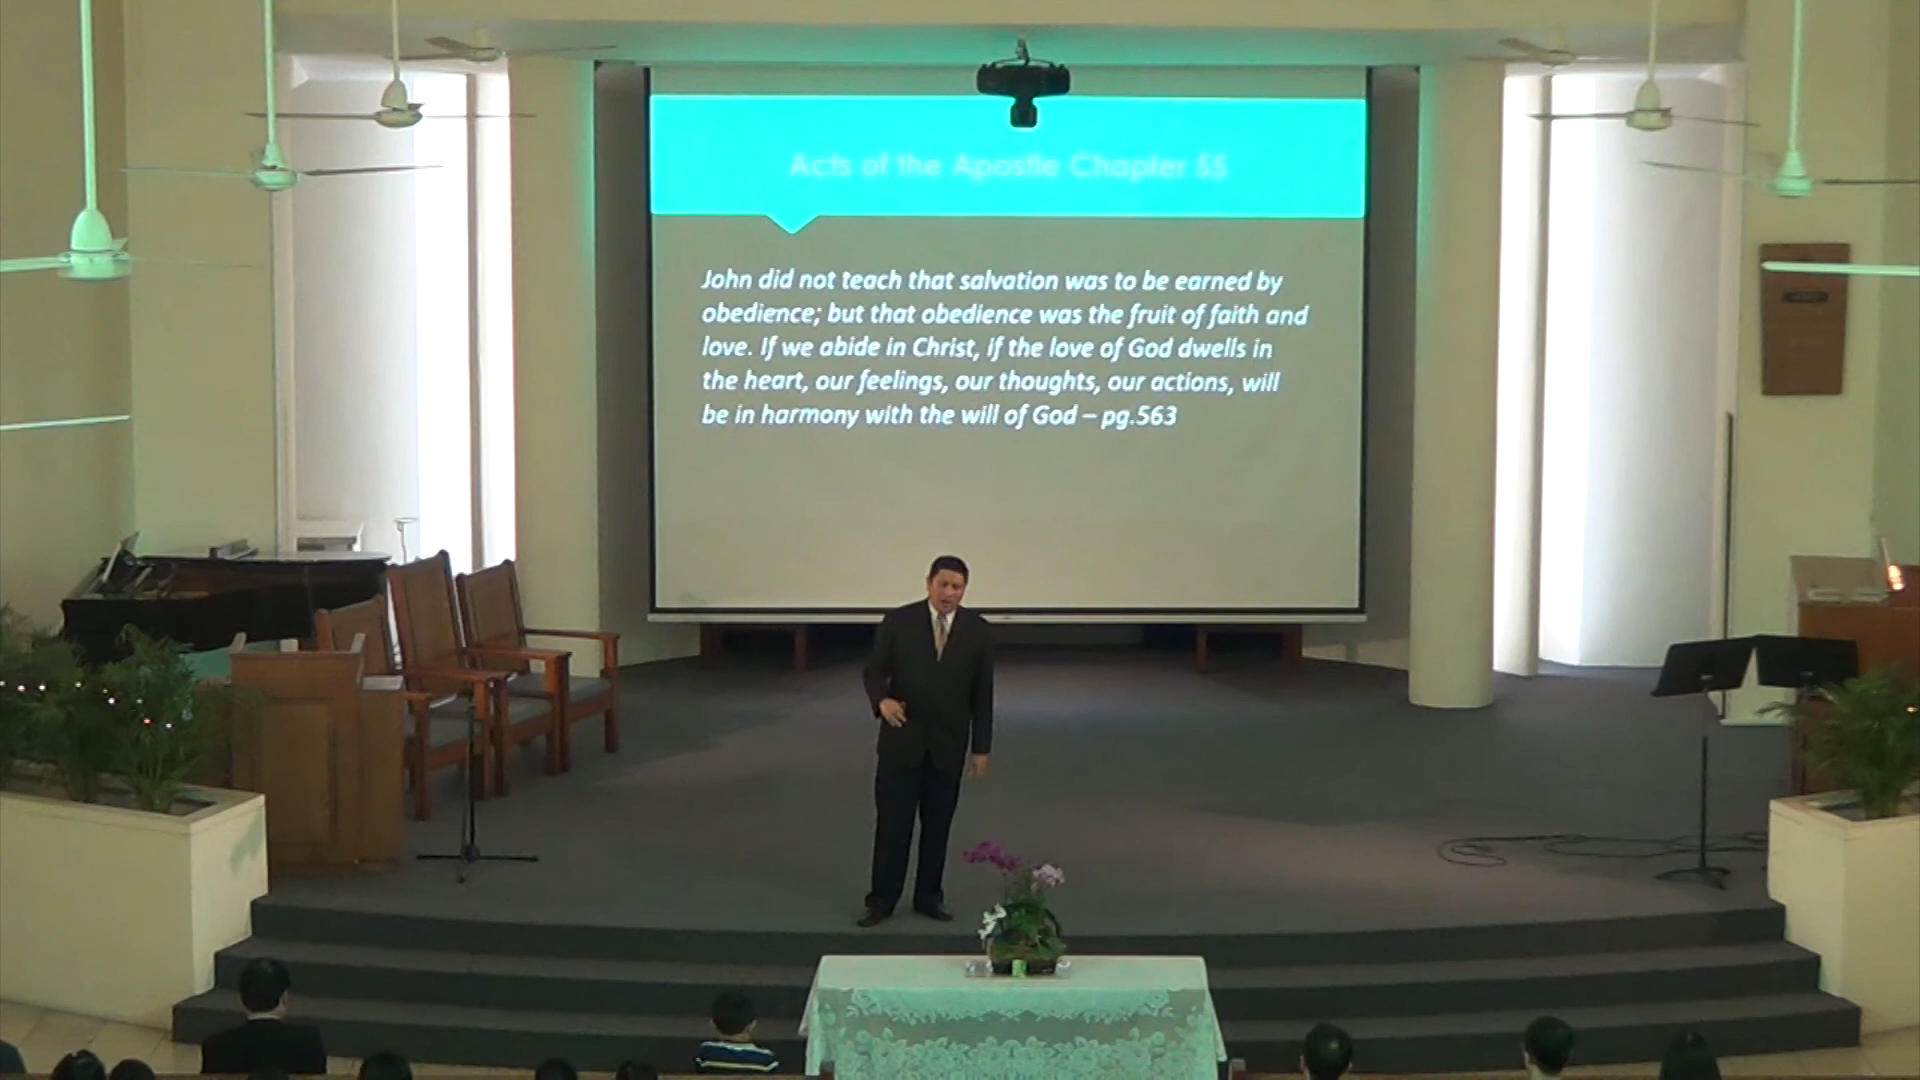 Acts of the Apostle Chapter 55
John did not teach that salvation was to be earned by
obedience; but that obedience was the fruit of faith and
love. If we abide in Christ, if the love of God dwells in
the heart, our feelings, our thoughts, our actions, will
be in harmony with the will of God – pg.563